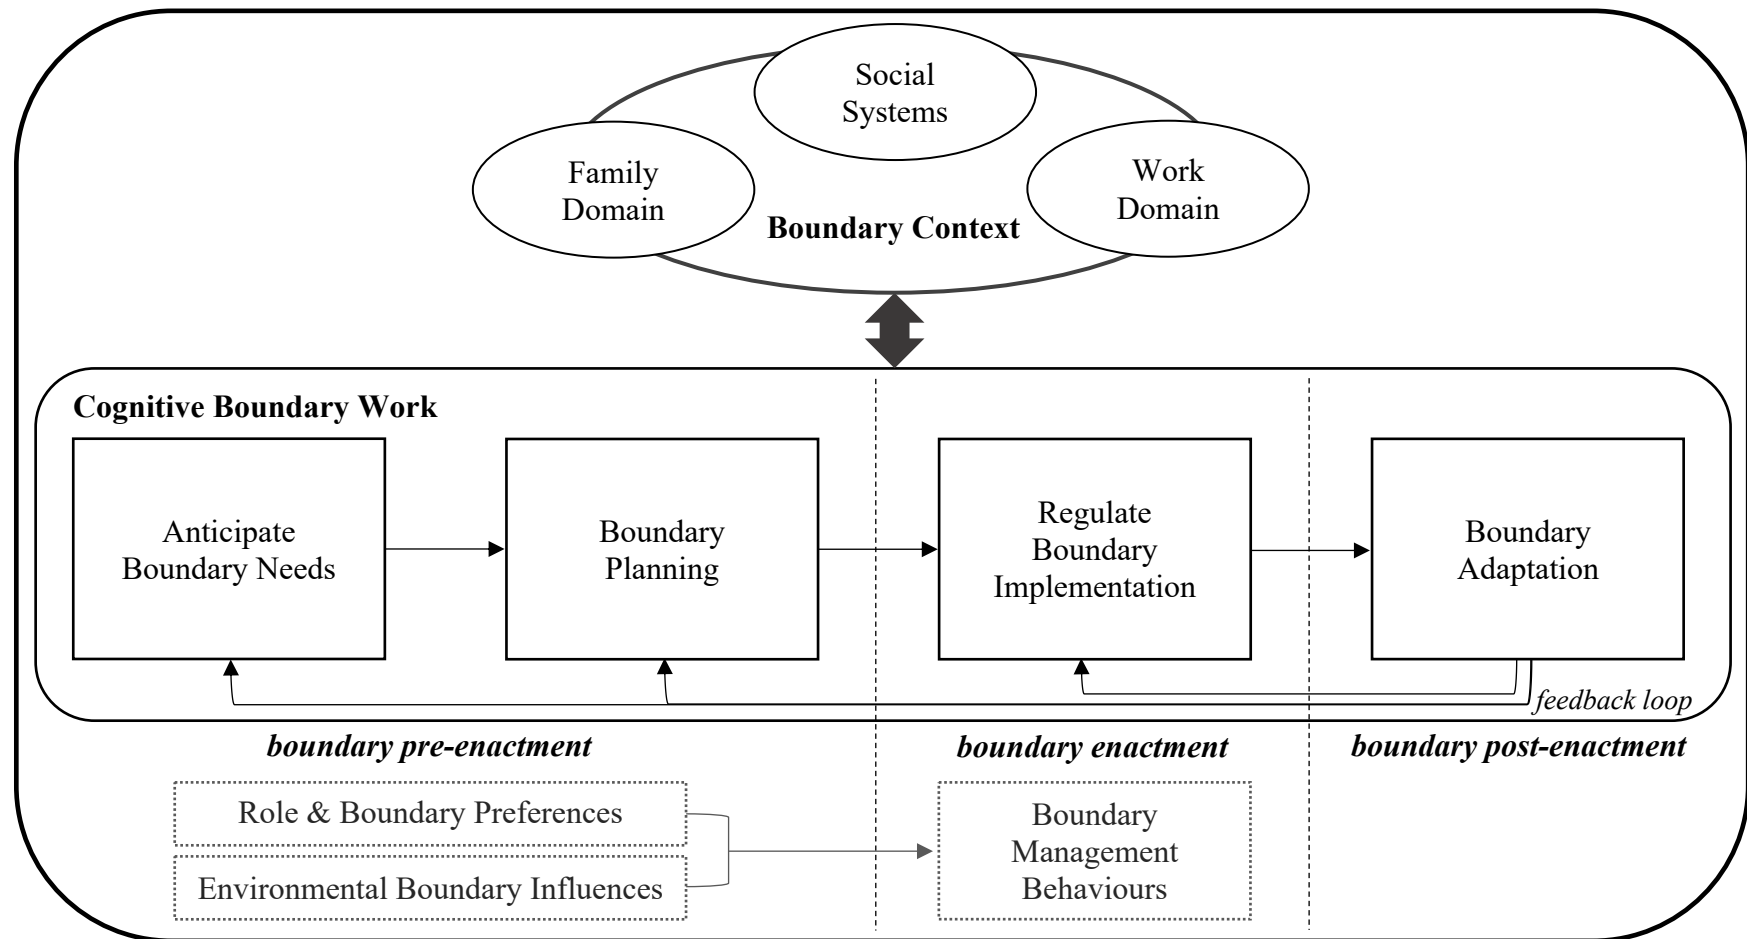 Social
Systems
Family
Domain
Work
Domain
Boundary Context
Cognitive Boundary Work
Anticipate
Boundary Needs
Boundary
Planning
Regulate
Boundary
Implementation
Boundary
Adaptation
feedback loop
boundary pre-enactment
boundary enactment
boundary post-enactment
Role & Boundary Preferences
Environmental Boundary Influences
Boundary
Management
Behaviours